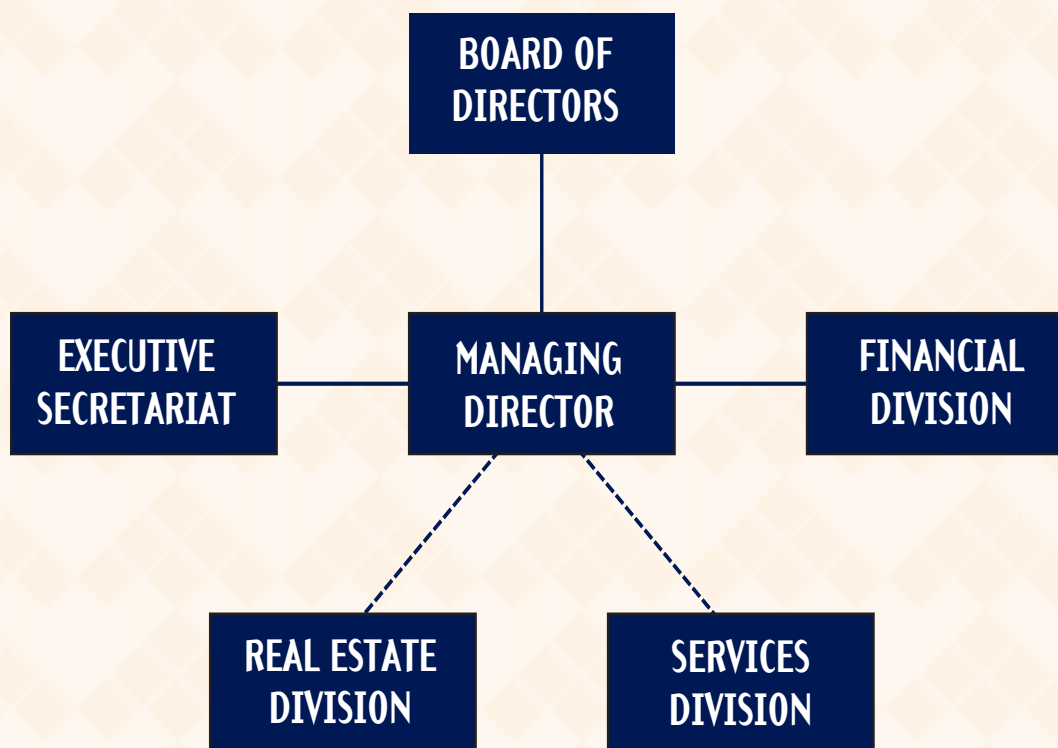 BOARD OF
DIRECTORS
EXECUTIVE
SECRETARIAT
MANAGING
DIRECTOR
FINANCIAL
DIVISION
REAL ESTATE
DIVISION
SERVICES
DIVISION